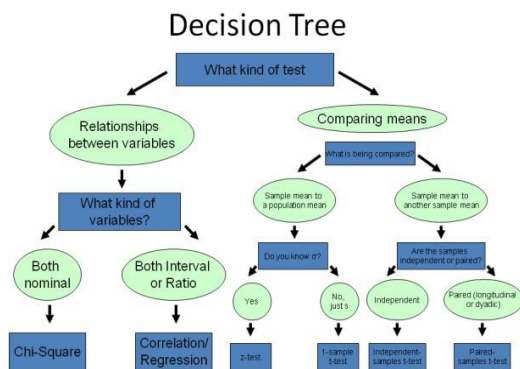 Decision Tree
What kind of test
Relationships
between variables
Comparing means
What is being compared?
What kind of
variables?
Sample mean to
a population mean
Sample mean to
another sample mean
Do you know σ?
Are the samples
independent or paired?
Both
nominal
Both Interval
or Ratio
Yes
No,
just s
Independent
Paired (longitudinal
or dyadic)
Chi-Square
Correlation/
Regression
z-test
1-sample
t-test
Independent-
samples t-test
Paired-
samples t-test